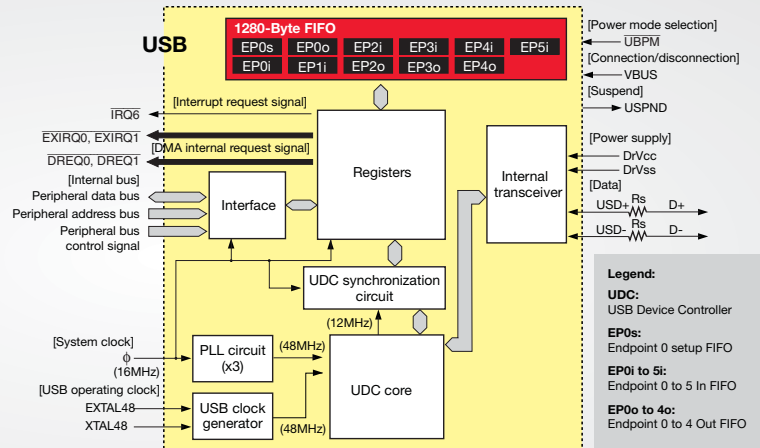 USB
1280-Byte FIFO
EP0s EP0o EP2i EP3i EP4i EP5i
EP0i EP1i EP2o EP3o EP4o
[Power mode selection]
UBPM
[Connection/disconnection]
VBUS
[Suspend]
USPND
[Interrupt request signal]
IRQ6
EXIRQ0, EXIRQ1
[DMA internal request signal]
DREQ0, DREQ1
[Internal bus]
Peripheral data bus
Peripheral address bus
Peripheral bus
control signal
Interface
Registers
Internal
transceiver
[Power supply]
DrVcc
DrVss
[Data]
USD+ Rs D+
USD- Rs D-
UDC synchronization
circuit
(12MHz)
[System clock]
ϕ
(16MHz)
PLL circuit
(x3)
(48MHz)
UDC core
[USB operating clock]
EXTAL48
XTAL48
USB clock
generator
(48MHz)
Legend:
UDC:
USB Device Controller
EP0s:
Endpoint 0 setup FIFO
EP0i to 5i:
Endpoint 0 to 5 In FIFO
EP0o to 4o:
Endpoint 0 to 4 Out FIFO